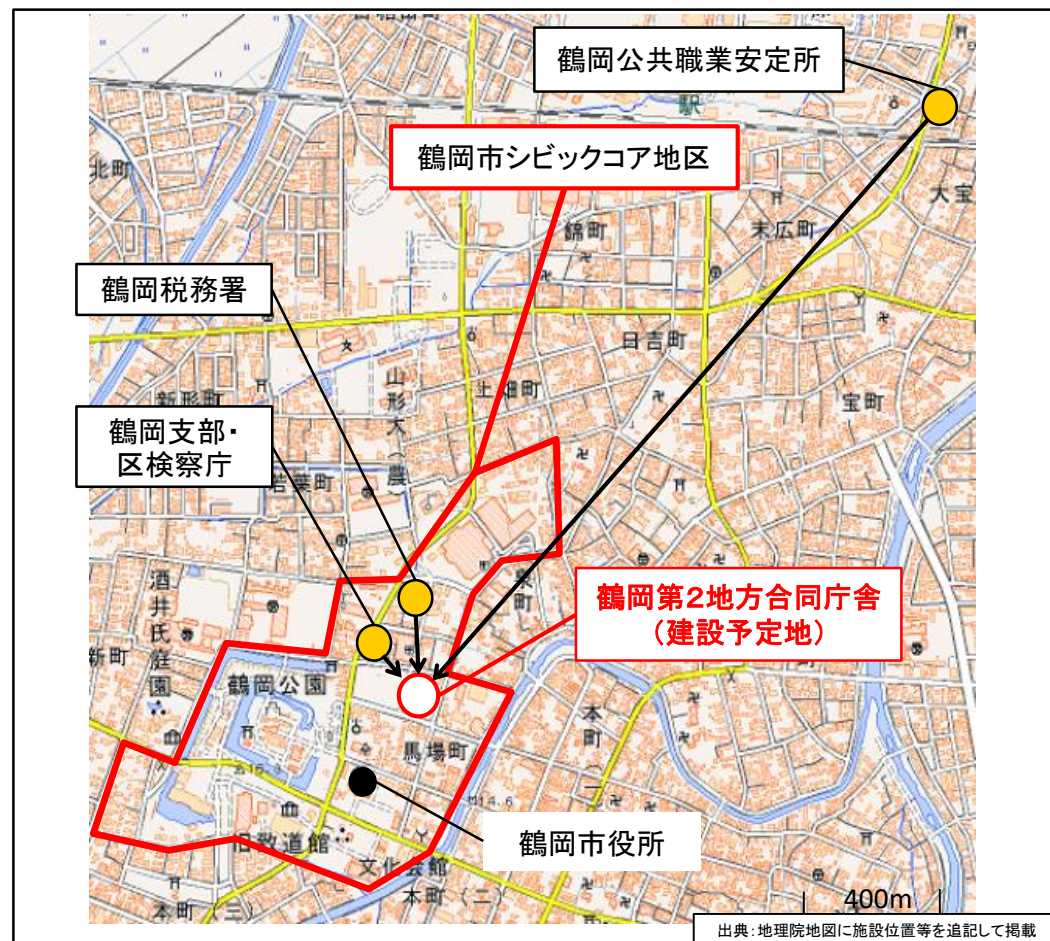 鶴岡公共職業安定所
駅
鶴岡市シビックコア地区
北町
大宝
錦町
末広町
鶴岡税務署
日吉町
山形大（農）
新形町
上畑町
宝町
鶴岡支部・
区検察庁
若葉町
酒井氏庭園
鶴岡第２地方合同庁舎
（建設予定地）
新町
鶴岡公園
馬場町
本町（一
14.6
鶴岡市役所
旧致道館
文化会館
本町（二）
本町（三）
400m
出典：地理院地図に施設位置等を追記して掲載